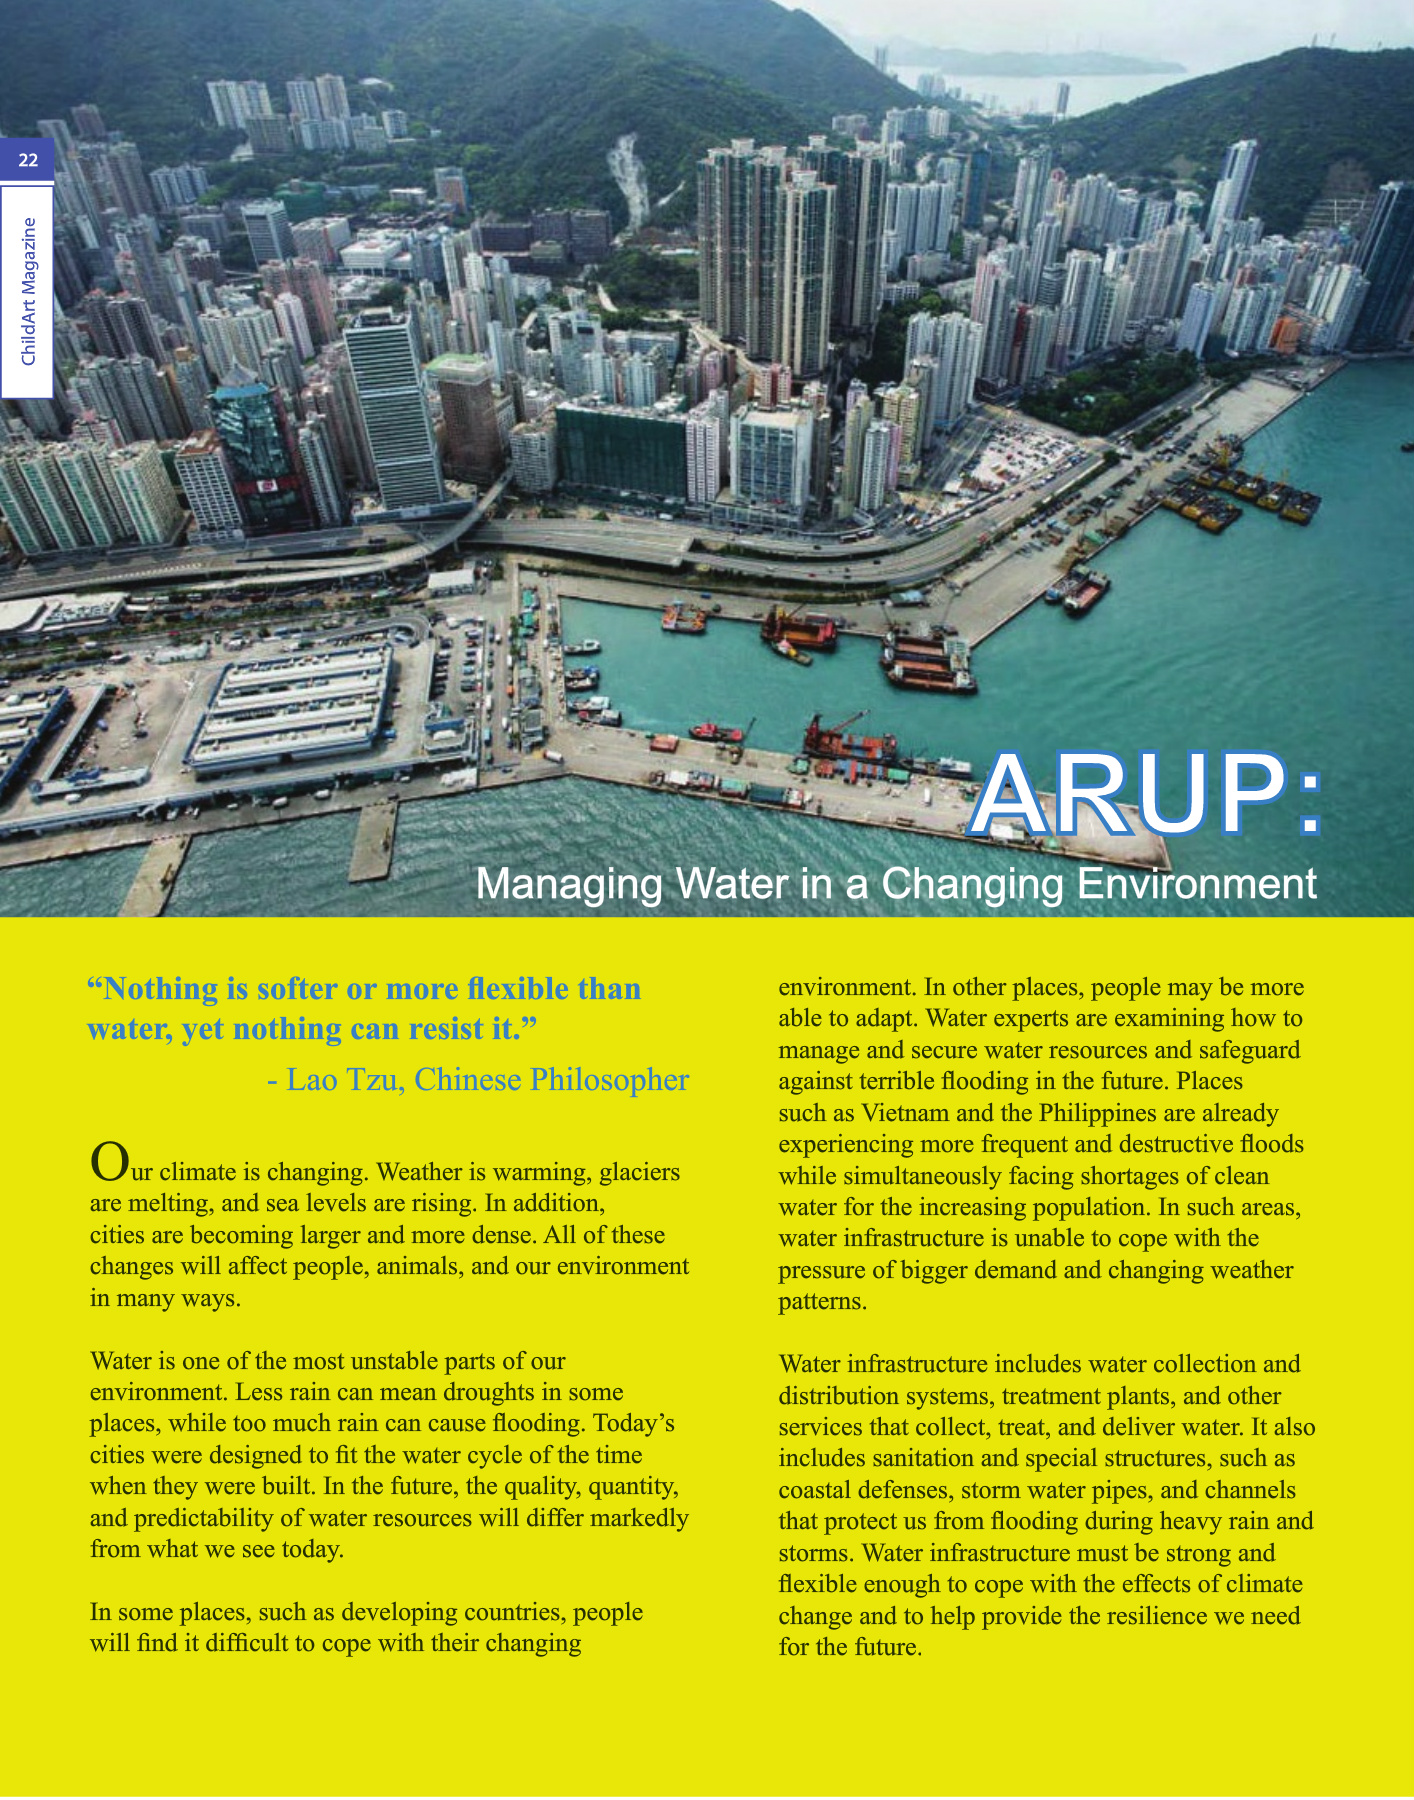 22
ChildArt Magazine
ARUP:
Managing Water in a Changing Environment
“Nothing is softer or more flexible than
water, yet nothing can resist it.”
- Lao Tzu, Chinese Philosopher
Our climate is changing. Weather is warming, glaciers
are melting, and sea levels are rising. In addition,
cities are becoming larger and more dense. All of these
changes will affect people, animals, and our environment
in many ways.
Water is one of the most unstable parts of our
environment. Less rain can mean droughts in some
places, while too much rain can cause flooding. Today’s
cities were designed to fit the water cycle of the time
when they were built. In the future, the quality, quantity,
and predictability of water resources will differ markedly
from what we see today.
In some places, such as developing countries, people
will find it difficult to cope with their changing
environment. In other places, people may be more
able to adapt. Water experts are examining how to
manage and secure water resources and safeguard
against terrible flooding in the future. Places
such as Vietnam and the Philippines are already
experiencing more frequent and destructive floods
while simultaneously facing shortages of clean
water for the increasing population. In such areas,
water infrastructure is unable to cope with the
pressure of bigger demand and changing weather
patterns.
Water infrastructure includes water collection and
distribution systems, treatment plants, and other
services that collect, treat, and deliver water. It also
includes sanitation and special structures, such as
coastal defenses, storm water pipes, and channels
that protect us from flooding during heavy rain and
storms. Water infrastructure must be strong and
flexible enough to cope with the effects of climate
change and to help provide the resilience we need
for the future.